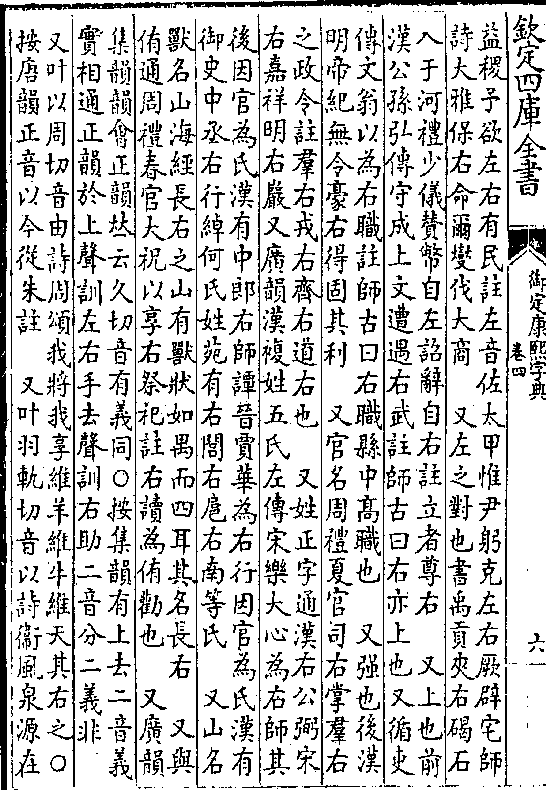 欽定四庫全書
御定康熙字典
卷四
六
益稷予欲左右有民註左音佐太甲惟尹躬克左右厥辟宅師
詩大雅保右命爾燮伐大商　又左之對也書禹貢夾右碣石
入于河禮少儀贊幣自左詔辭自右註立者尊右　又上也前
漢公孫弘傳守成上文遭遇右武註師古曰右亦上也又循吏
傳文翁以為右職註師古曰右職縣中高職也　又强也後漢
明帝紀無令豪右得固其利　又官名周禮夏官司右掌羣右
之政令註羣右戎右齊右道右也　又姓正字通漢右公弼宋
右嘉祥明右巖又廣韻漢複姓五氏左傳宋樂大心為右師其
後因官為氏漢有中郎右師譚晉賈華為右行因官為氏漢有
御史中丞右行綽何氏姓苑有右閭右扈右南等氏　又山名
獸名山海經長右之山有獸狀如禺而四耳其名長右　又與
侑通周禮春官大祝以享右祭祀註右讀為侑勸也　又廣韻
集韻韻會正韻𠀤云久切音有義同○按集韻有上去二音義
實相通正韻於上聲訓左右手去聲訓右助二音分二義非
又叶以周切音由詩周頌我將我享維羊維牛維天其右之○
按唐韻正音以今從朱註　又叶羽軌切音以詩衞風泉源在